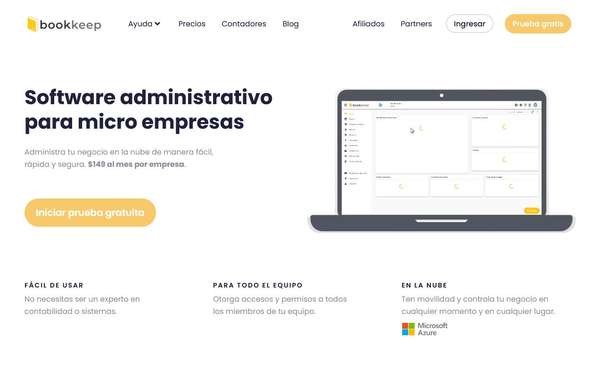 bookkeep
Ayuda
Precios
Contadores
Blog
Afiliados
Partners
Ingresar
Prueba gratis
Software administrativo
para micro empresas
Administra tu negocio en la nube de manera fácil,
rápida y segura. $149 al mes por empresa.
Iniciar prueba gratuita
FÁCIL DE USAR
No necesitas ser un experto en
contabilidad o sistemas.
PARA TODO EL EQUIPO
Otorga accesos y permisos a todos
los miembros de tu equipo.
EN LA NUBE
Ten movilidad y controla tu negocio en
cualquier momento y en cualquier lugar.
Microsoft
Azure